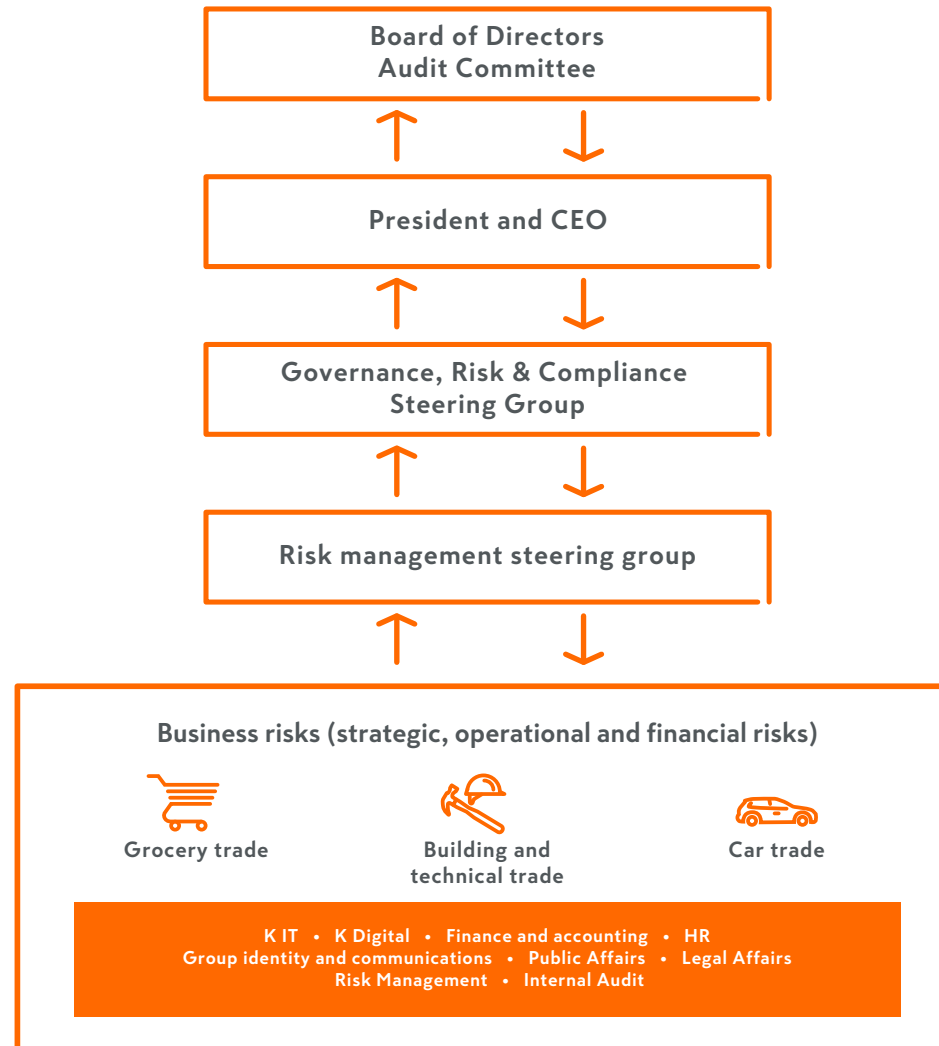 Board of Directors
Audit Committee
President and CEO
Governance, Risk & Compliance
Steering Group
Risk management steering group
Business risks (strategic, operational and financial risks)
Grocery trade
Building and
technical trade
Car trade
K IT • K Digital • Finance and accounting • HR
Group identity and communications • Public Affairs • Legal Affairs
Risk Management • Internal Audit